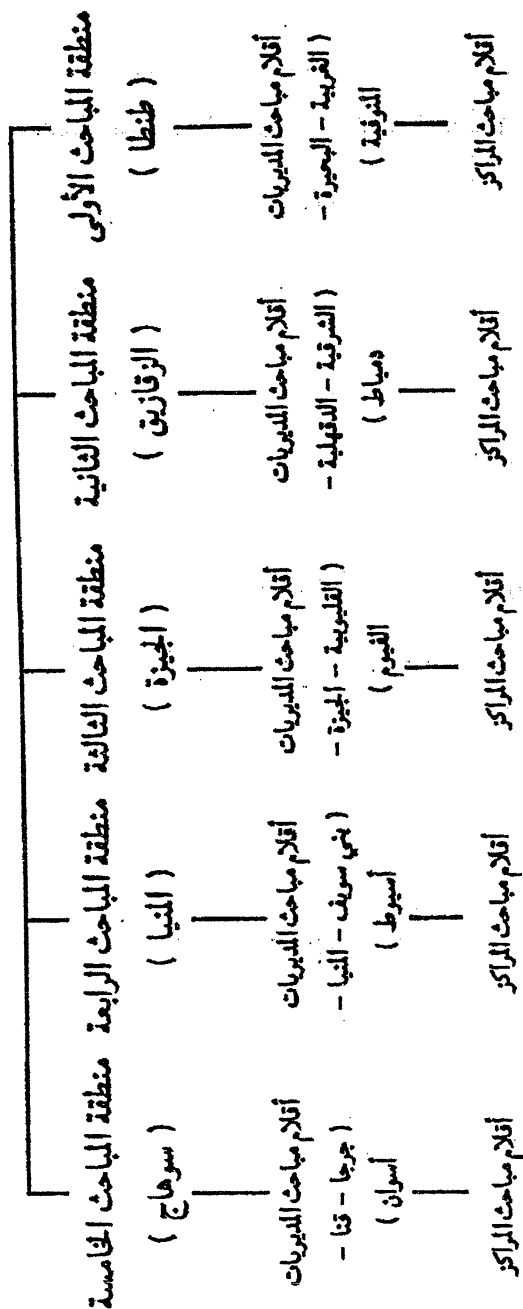 منطقة المباحث الأولى
( طنطا )
أقلام مباحث المديريات
( الغربية - البحيرة -
المنوفية )
أقلام مباحث المراكز
منطقة المباحث الثانية
( الزقازيق )
أقلام مباحث المديريات
( الشرقية - الدقهلية -
دمياط )
أقلام مباحث المراكز
منطقة المباحث الثالثة
( الجيزة )
أقلام مباحث المديريات
( القليوبية - الجيزة -
الفيوم )
أقلام مباحث المراكز
منطقة المباحث الرابعة
( المنيا )
أقلام مباحث المديريات
( بني سويف - المنيا -
أسيوط )
أقلام مباحث المراكز
منطقة المباحث الخامسة
( سوهاج )
أقلام مباحث المديريات
( جرجا - قنا -
أسوان )
أقلام مباحث المراكز